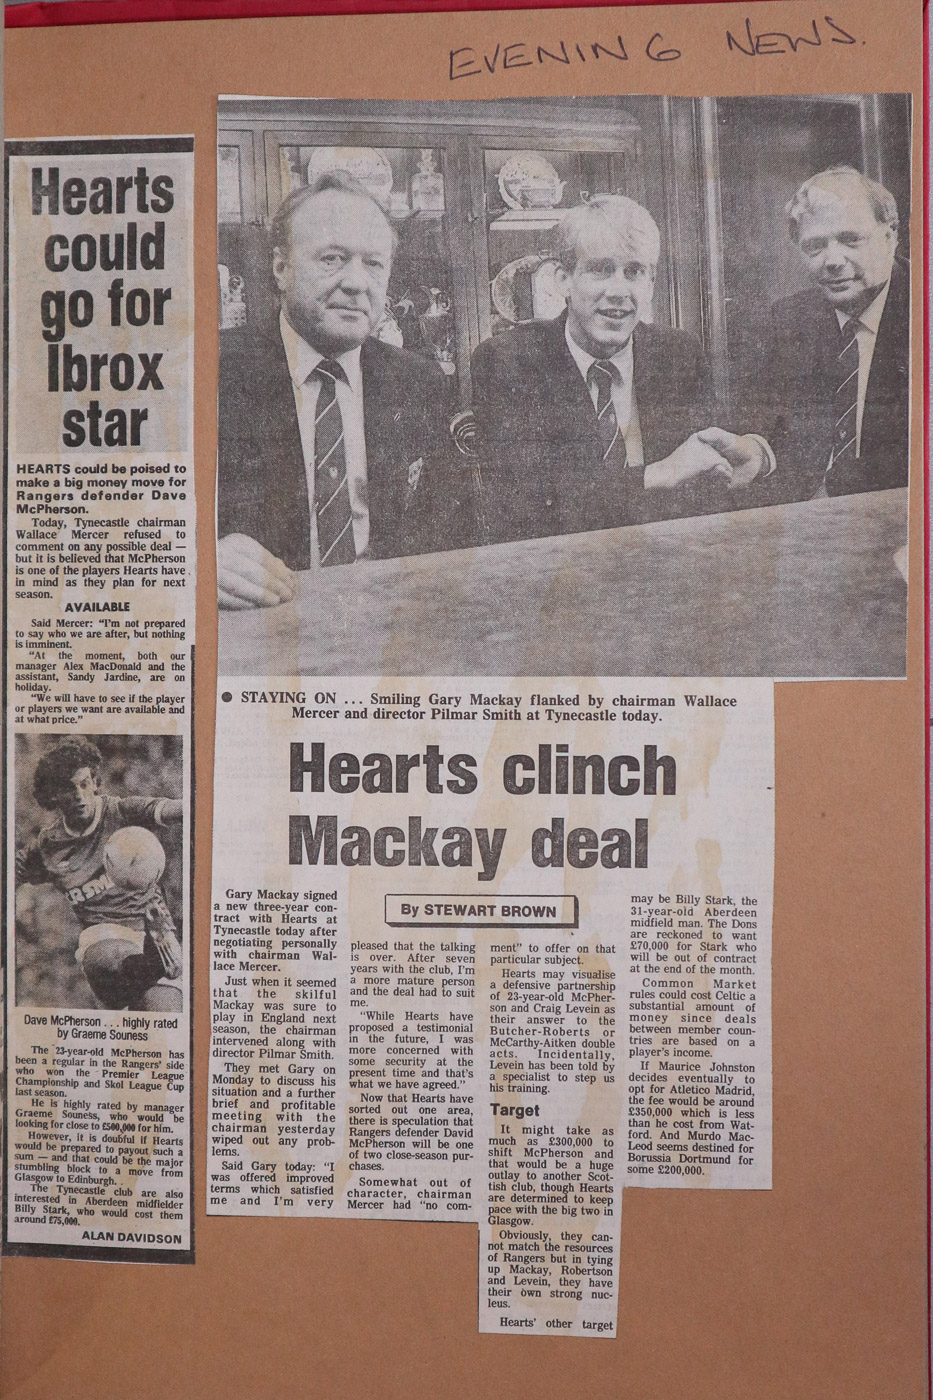 EVENING NEWS.
Hearts
could
go for
Ibrox
star
HEARTS could be poised to
make a big money move for
Rangers defender Dave
McPherson.
Today, Tynecastle chairman
Wallace Mercer refused to
comment on any possible deal —
but it is believed that McPherson
is one of the players Hearts have
in mind as they plan for next
season.
AVAILABLE
Said Mercer: “I'm not prepared
to say who we are after, but nothing
is imminent.
“At the moment, both our
manager Alex MacDonald and the
assistant, Sandy Jardine, are on
holiday.
“We will have to see if the player
or players we want are available and
at what price.”
Dave McPherson . . . highly rated
by Graeme Souness
The 23-year-old McPherson has
been a regular in the Rangers' side
who won the Premier League
Championship and Skol League Cup
last season.
He is highly rated by manager
Graeme Souness, who would be
looking for close to £500,000 for him.
However, it is doubful if Hearts
would be prepared to payout such a
sum — and that could be the major
stumbling block to a move from
Glasgow to Edinburgh.
The Tynecastle club are also
interested in Aberdeen midfielder
Billy Stark, who would cost them
around £75,000.
ALAN DAVIDSON
● STAYING ON . . . Smiling Gary Mackay flanked by chairman Wallace
Mercer and director Pilmar Smith at Tynecastle today.
Hearts clinch
Mackay deal
By STEWART BROWN
Gary Mackay signed
a new three-year con-
tract with Hearts at
Tynecastle today after
negotiating personally
with chairman Wal-
lace Mercer.
Just when it seemed
that the skilful
Mackay was sure to
play in England next
season, the chairman
intervened along with
director Pilmar Smith.
They met Gary on
Monday to discuss his
situation and a further
brief and profitable
meeting with the
chairman yesterday
wiped out any prob-
lems.
Said Gary today: “I
was offered improved
terms which satisfied
me and I'm very
pleased that the talking
is over. After seven
years with the club, I'm
a more mature person
and the deal had to suit
me.
“While Hearts have
proposed a testimonial
in the future, I was
more concerned with
some security at the
present time and that's
what we have agreed.”
Now that Hearts have
sorted out one area,
there is speculation that
Rangers defender David
McPherson will be one
of two close-season pur-
chases.
Somewhat out of
character, chairman
Mercer had “no com-
ment” to offer on that
particular subject.
Hearts may visualise
a defensive partnership
of 23-year-old McPher-
son and Craig Levein as
their answer to the
Butcher-Roberts or
McCarthy-Aitken double
acts. Incidentally,
Levein has been told by
a specialist to step us
his training.
Target
It might take as
much as £300,000 to
shift McPherson and
that would be a huge
outlay to another Scot-
tish club, though Hearts
are determined to keep
pace with the big two in
Glasgow.
Obviously, they can-
not match the resources
of Rangers but in tying
up Mackay, Robertson
and Levein, they have
their own strong nuc-
leus.
Hearts' other target
may be Billy Stark, the
31-year-old Aberdeen
midfield man. The Dons
are reckoned to want
£70,000 for Stark who
will be out of contract
at the end of the month.
Common Market
rules could cost Celtic a
substantial amount of
money since deals
between member coun-
tries are based on a
player's income.
If Maurice Johnston
decides eventually to
opt for Atletico Madrid,
the fee would be around
£350,000 which is less
than he cost from Wat-
ford. And Murdo Mac-
Leod seems destined for
Borussia Dortmund for
some £200,000.